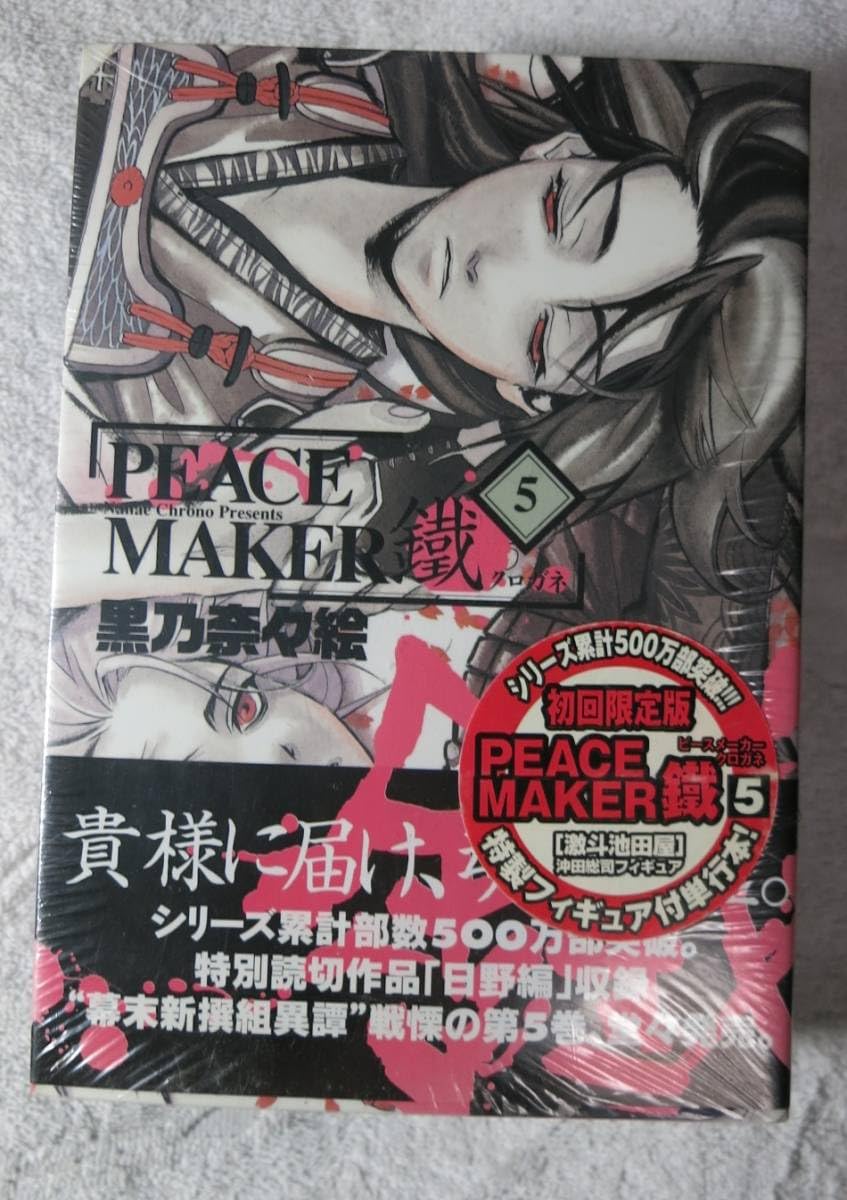 PEACE
Nanae Chrono Presents
MAKER鐵
クロガネ
5
黒乃奈々絵
シリーズ累計500万部突破!!!
初回限定版
ピースメーカー
クロガネ
PEACE
MAKER鐵 5
[激斗池田屋]
沖田総司フィギュア
特製フィギュア付単行本!
貴様に届け、
シリーズ累計部数500万部突破。
特別読切作品「日野編」収録
“幕末新撰組異譚”戦慄の第5巻、堂々発売。